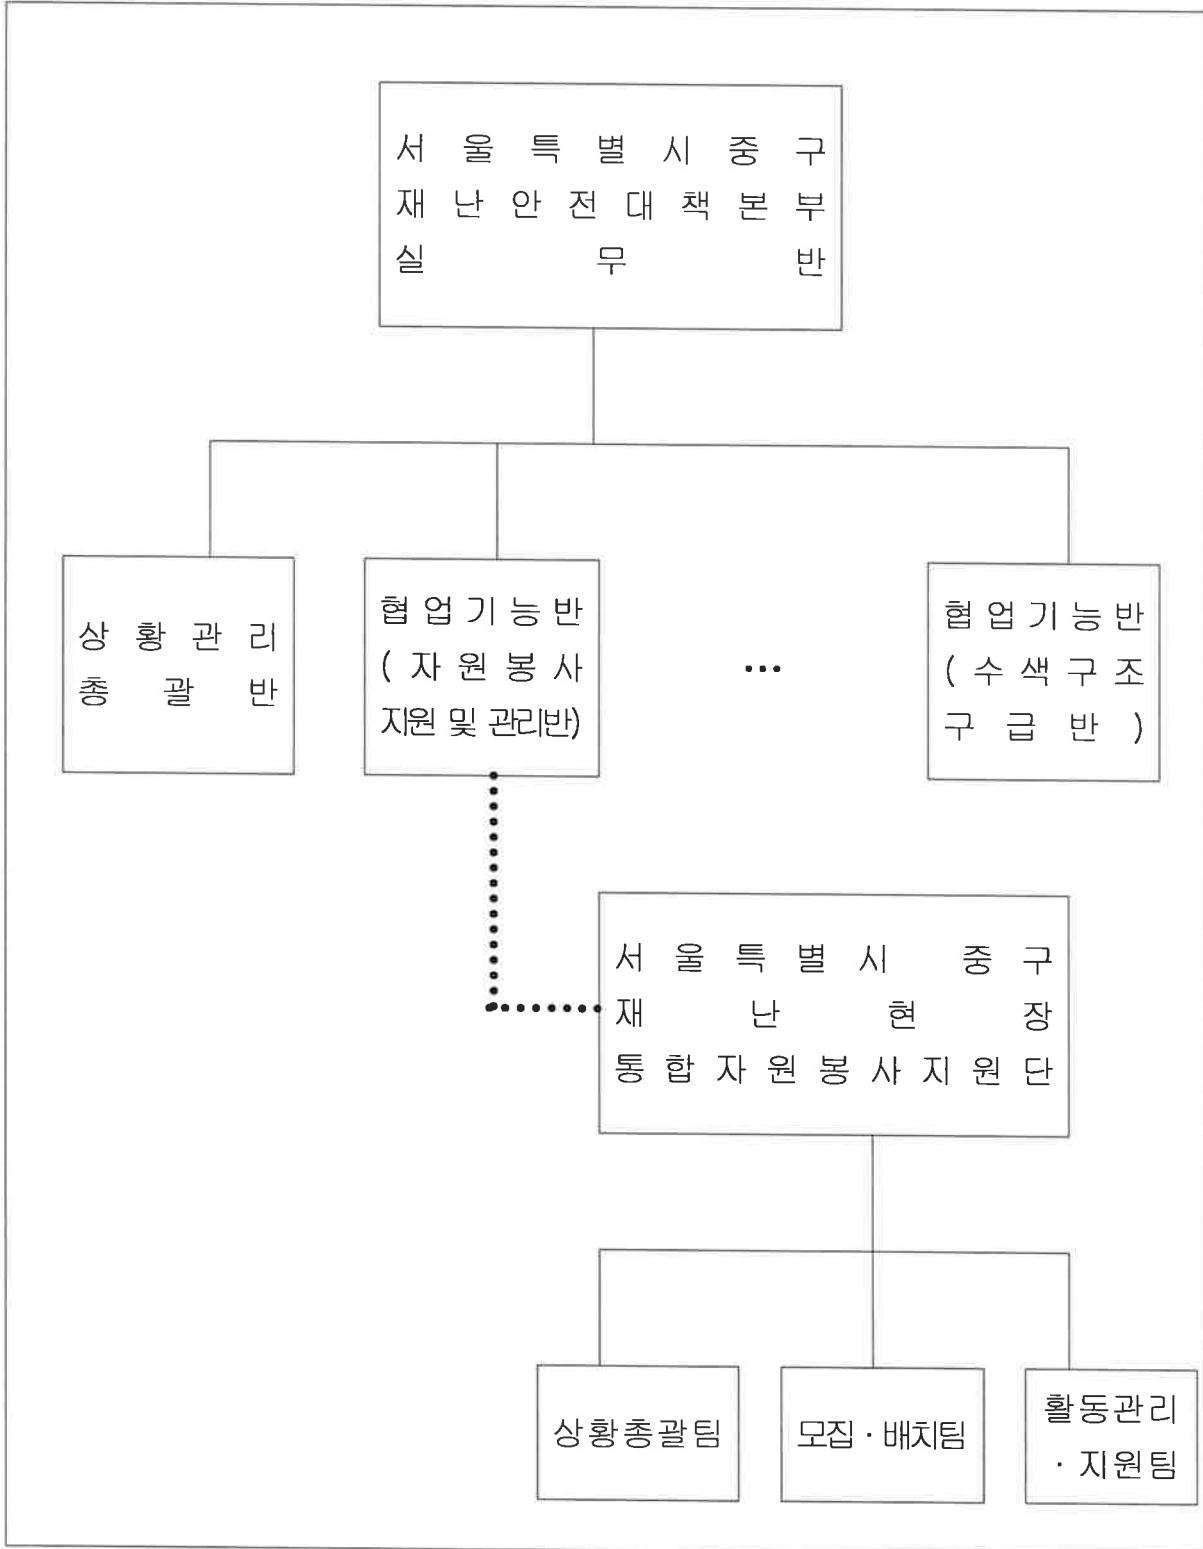 서울특별시중구
재난안전대책본부
실무반
상황관리
총괄반
협업기능반
(자원봉사
지원 및 관리반)
...
협업기능반
(수색구조
구급반)
서울특별시 중구
재난현장
통합자원봉사지원단
상황총괄팀
모집·배치팀
활동관리
·지원팀